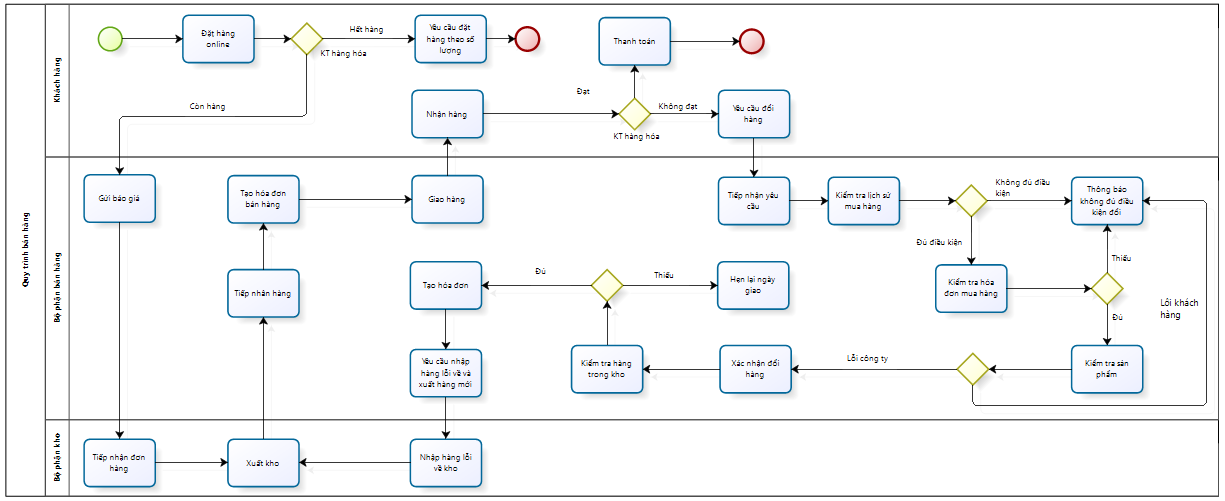 Quy trình bán hàng
Khách hàng
Đặt hàng
online
Hết hàng
KT hàng hóa
Yêu cầu đặt
hàng theo số
lượng
Thanh toán
Còn hàng
Nhận hàng
Đạt
KT hàng hóa
Không đạt
Yêu cầu đổi
hàng
Bộ phận bán hàng
Gửi báo giá
Tạo hóa đơn
bán hàng
Giao hàng
Tiếp nhận yêu
cầu
Kiểm tra lịch sử
mua hàng
Không đủ điều
kiện
Thông báo
không đủ điều
kiện đổi
Đủ điều kiện
Tiếp nhận hàng
Tạo hóa đơn
Đủ
Thiếu
Hẹn lại ngày
giao
Kiểm tra hóa
đơn mua hàng
Thiếu
Đủ
Lỗi khách
hàng
Yêu cầu nhập
hàng lỗi về và
xuất hàng mới
Kiểm tra hàng
trong kho
Xác nhận đổi
hàng
Lỗi công ty
Kiểm tra sản
phẩm
Bộ phận kho
Tiếp nhận đơn
hàng
Xuất kho
Nhập hàng lỗi
về kho